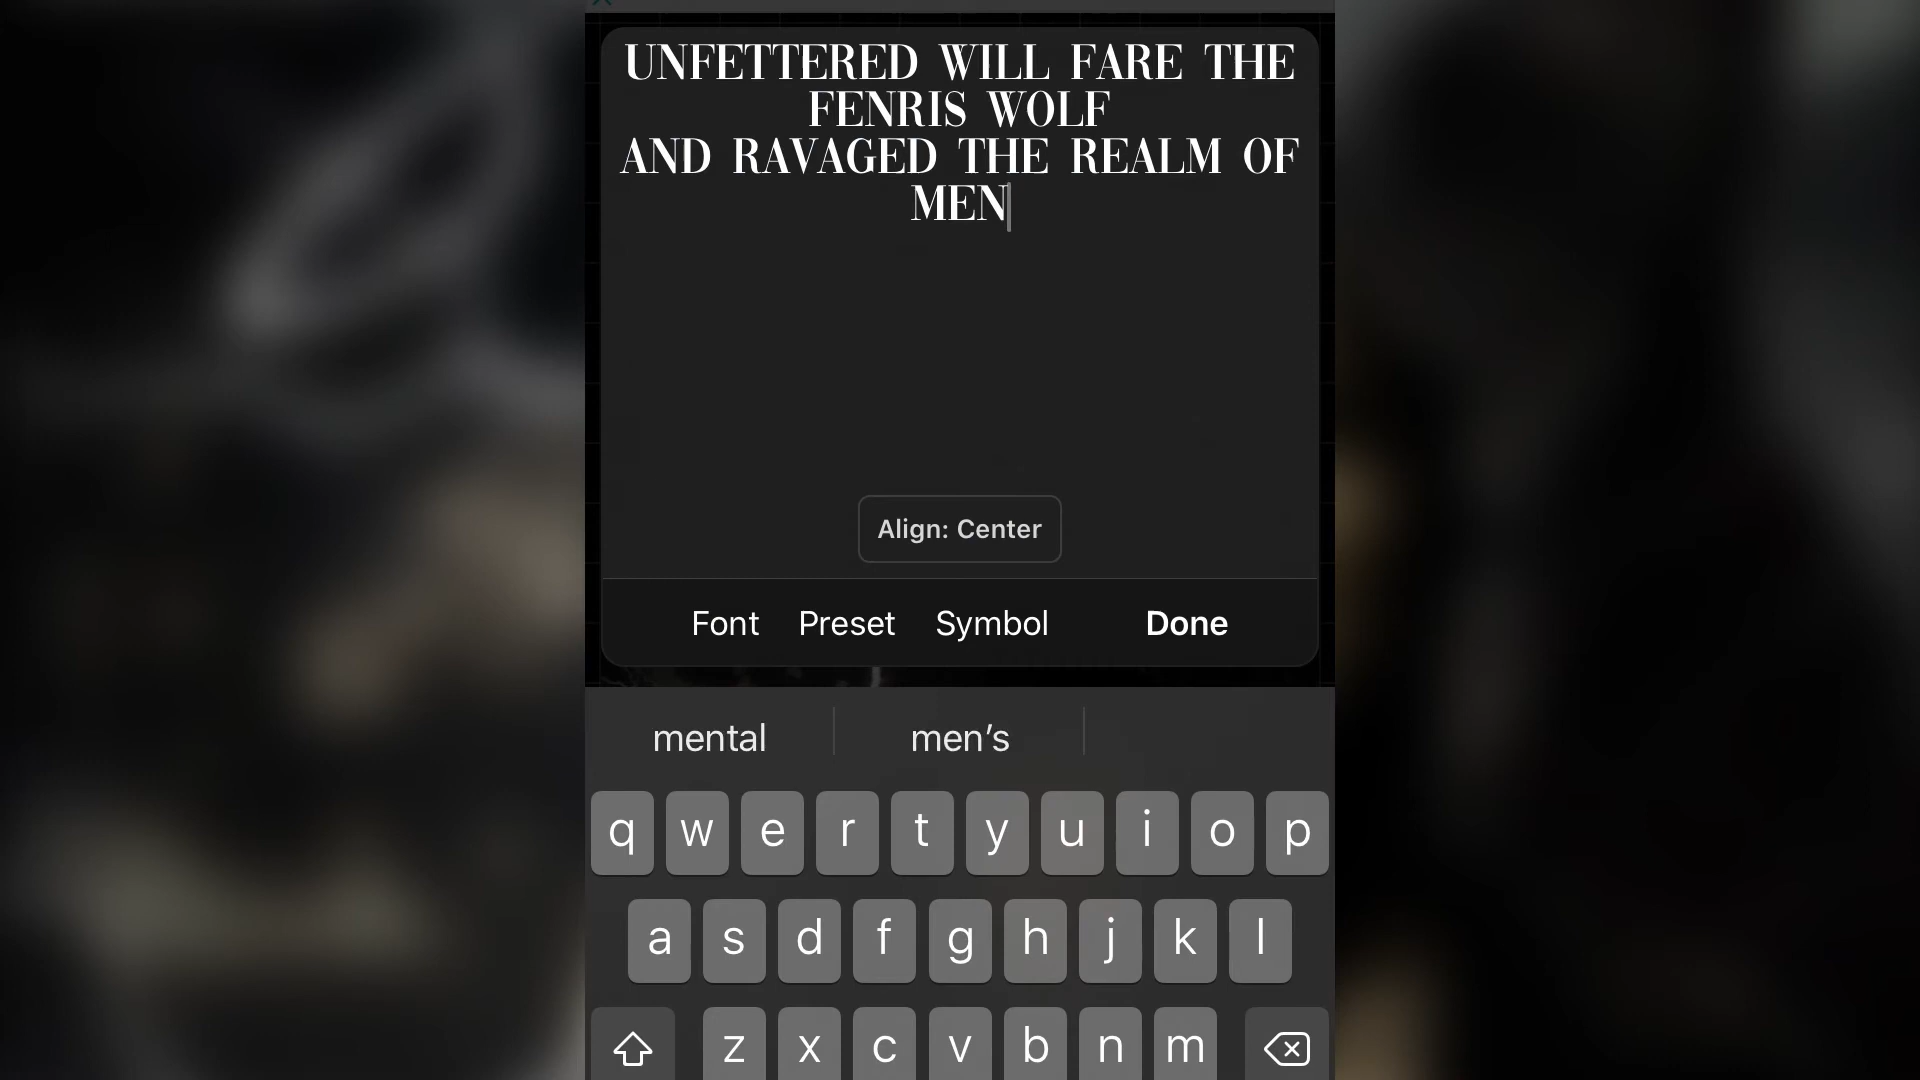 UNFETTERED WILL FARE THE
FENRIS WOLF
AND RAVAGED THE REALM OF
MEN
Align: Center
Font Preset Symbol Done
mental men’s
q w e r t y u i o p
a s d f g h j k l
z x c v b n m